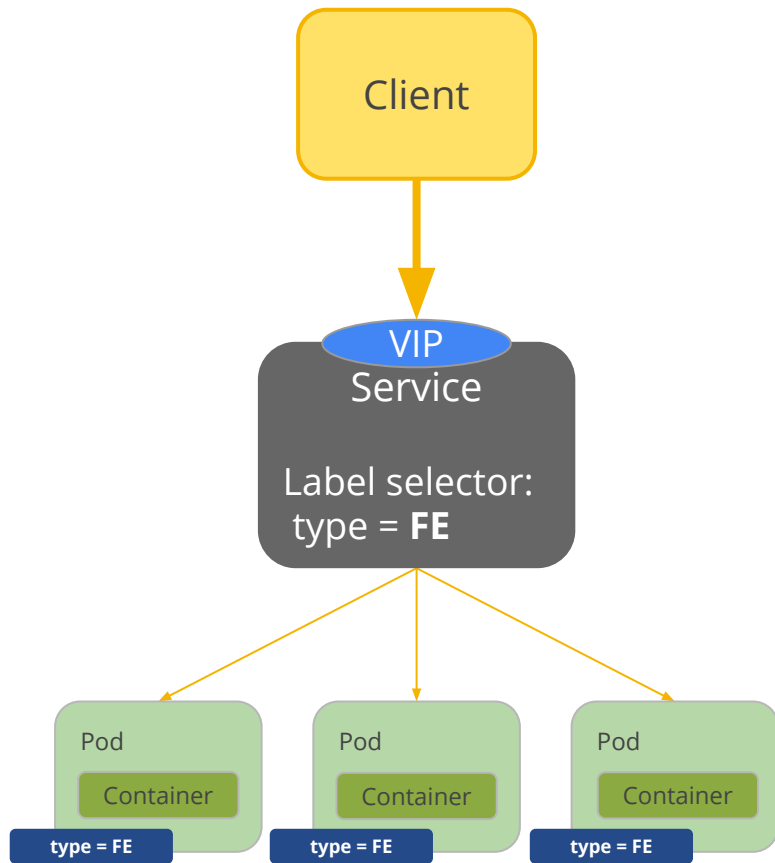 Client
VIP
Service
Label selector:
type = FE
Pod
Pod
Pod
Container
Container
Container
type = FE
type = FE
type = FE